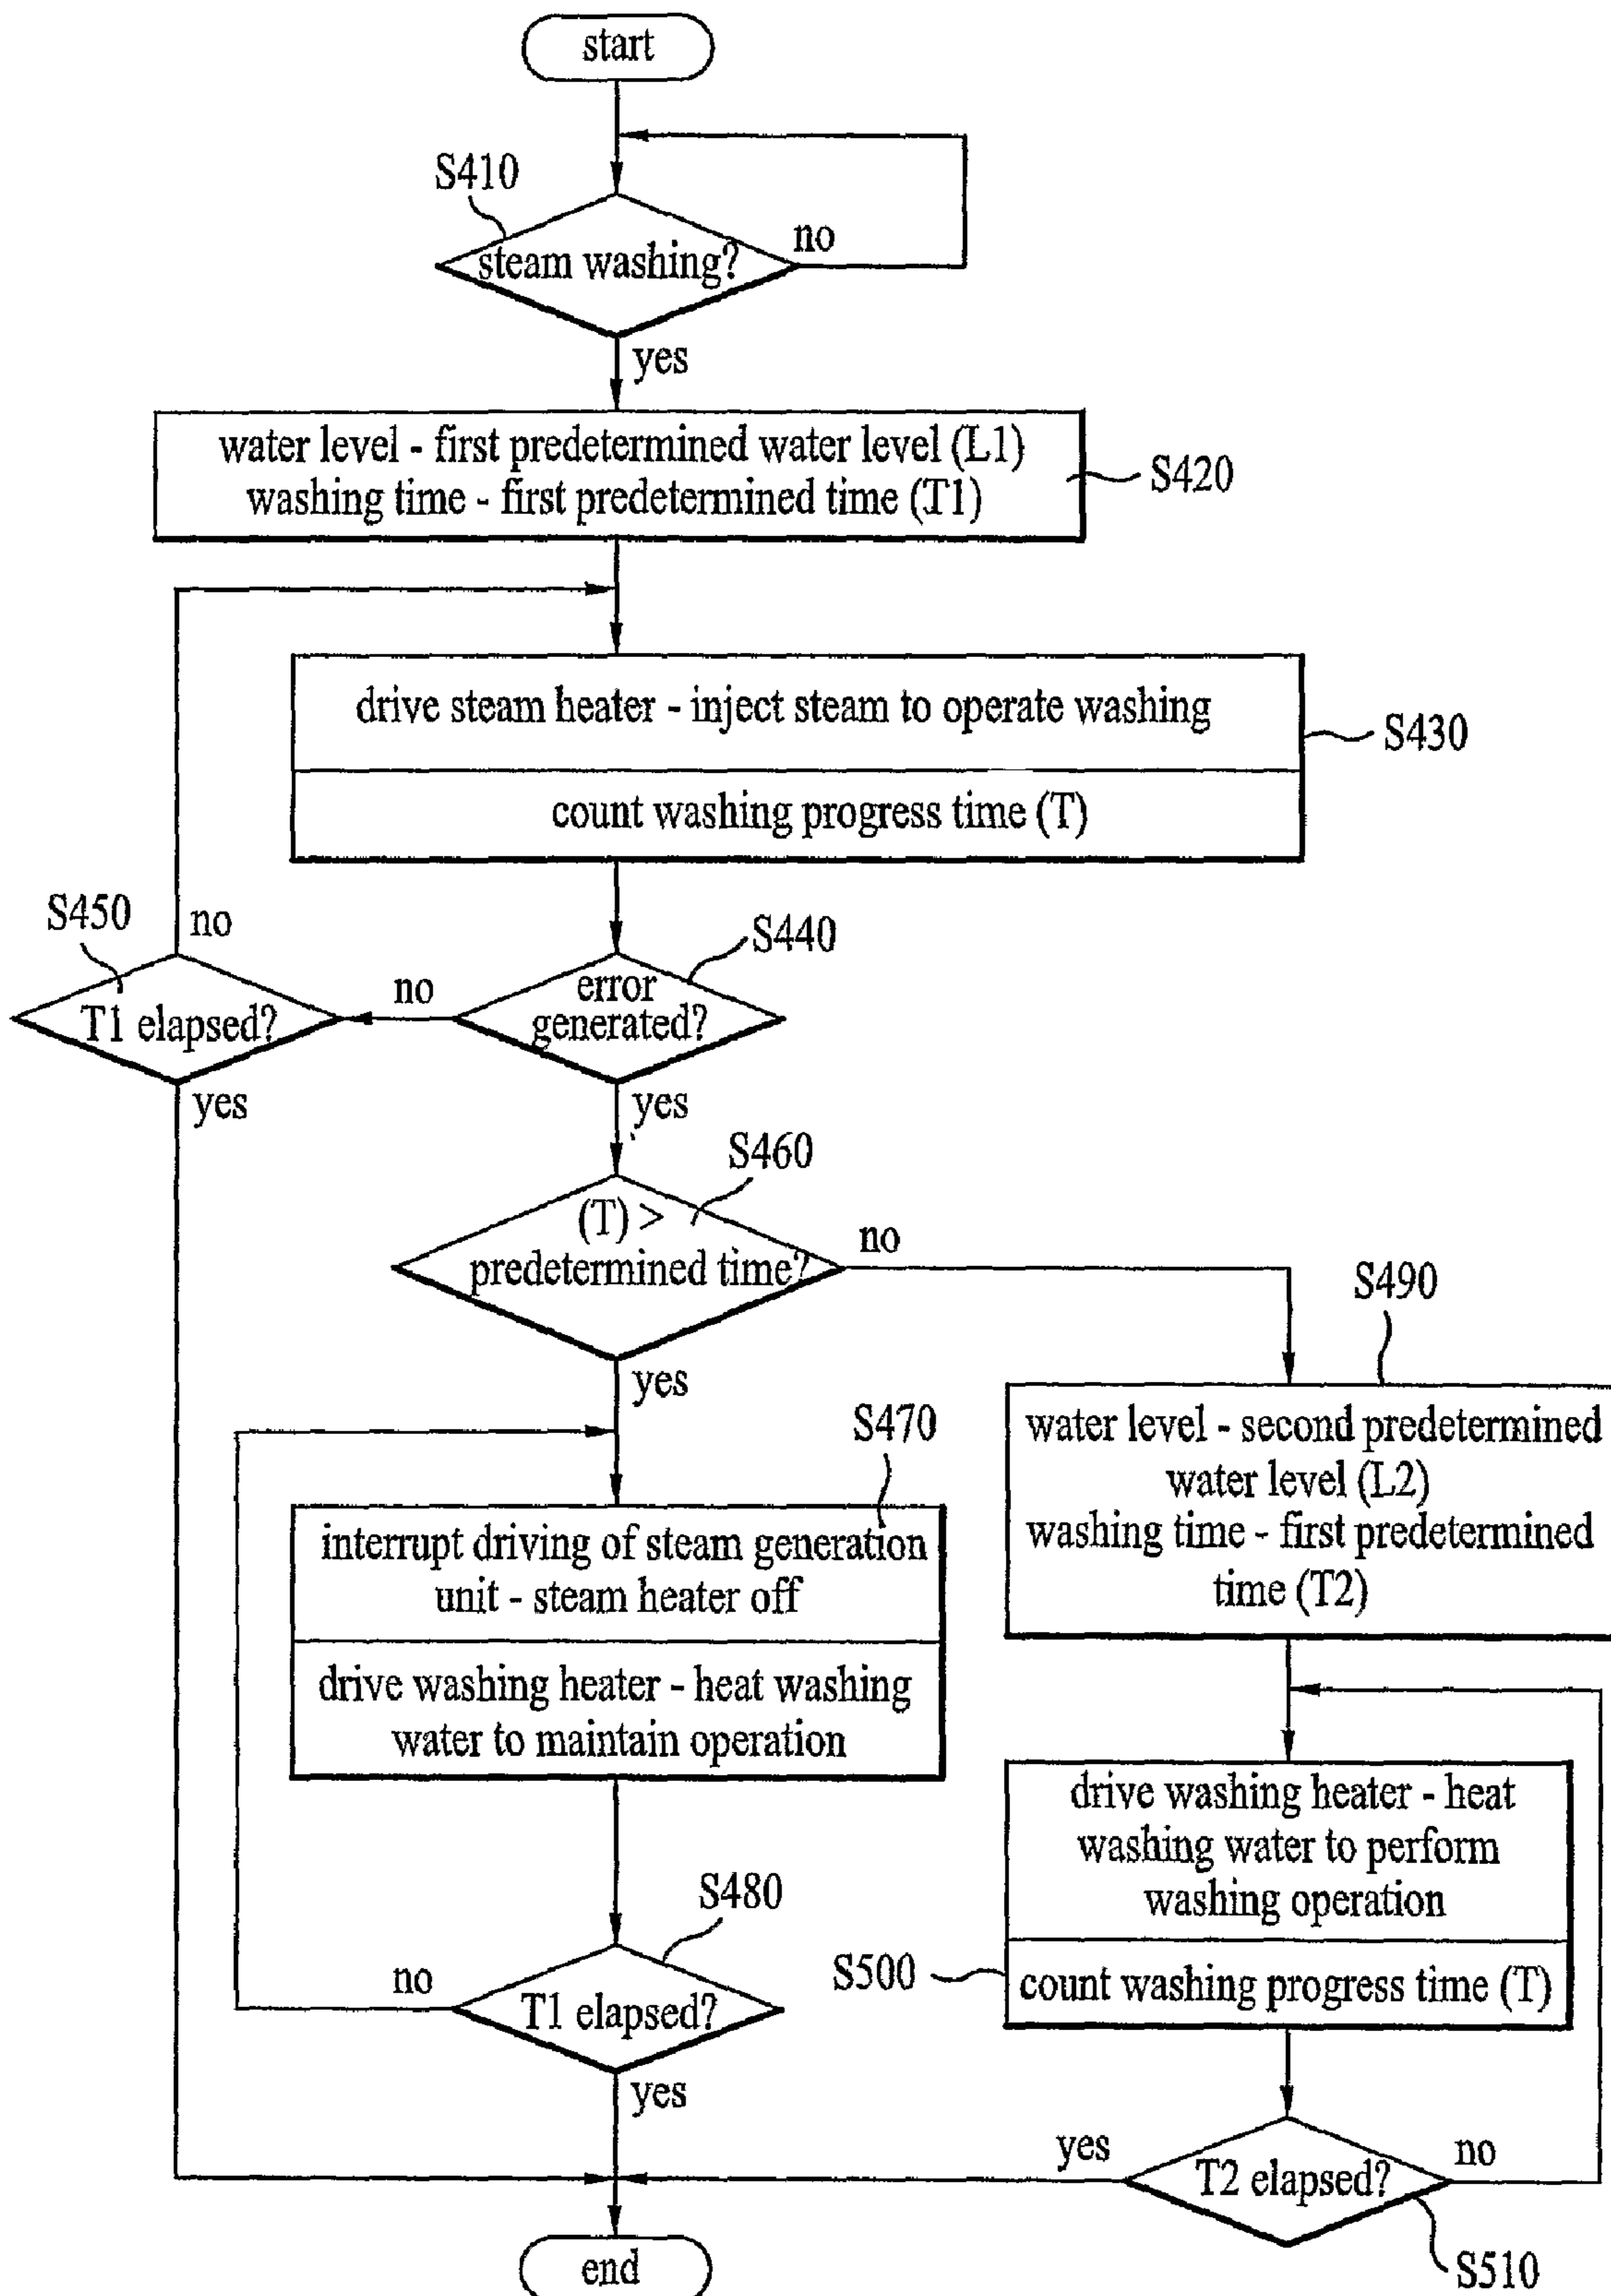 start
S410
steam washing?
no
yes
water level - first predetermined water level (L1)
washing time - first predetermined time (T1)
S420
drive steam heater - inject steam to operate washing
S430
count washing progress time (T)
S450
no
S440
error
generated?
no
T1 elapsed?
yes
yes
S460
(T) >
predetermined time?
no
S490
yes
S470
water level - second predetermined
water level (L2)
washing time - first predetermined
time (T2)
interrupt driving of steam generation
unit - steam heater off
drive washing heater - heat washing
water to maintain operation
drive washing heater - heat
washing water to perform
washing operation
S500
count washing progress time (T)
S480
no
T1 elapsed?
yes
yes
T2 elapsed?
no
S510
end